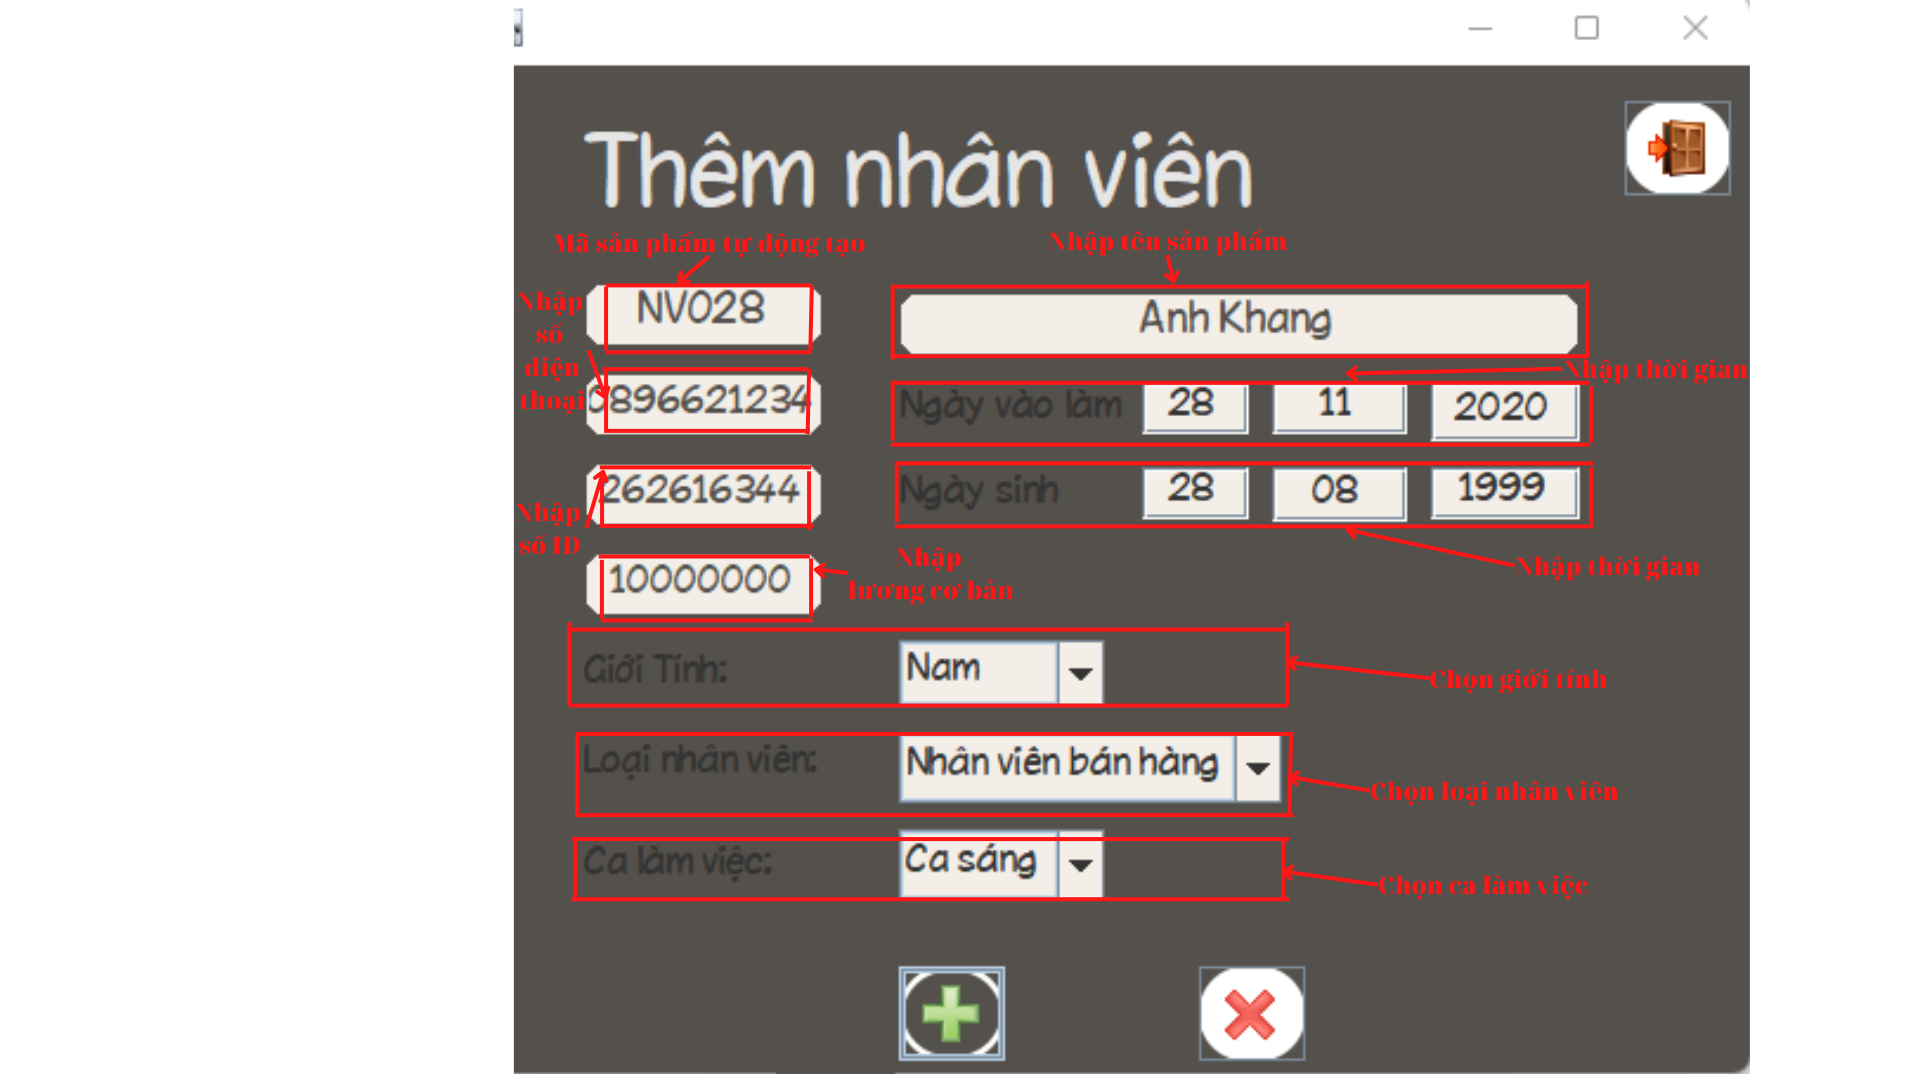 Thêm nhân viên
Mã sản phẩm tự động tạo
Nhập tên sản phẩm
NV028
Anh Khang
Nhập
số
điện
thoại
0896621234
Nhập thời gian
Ngày vào làm 28 11 2020
262616344
Ngày sinh 28 08 1999
Nhập
số ID
Nhập thời gian
10000000
Nhập
lương cơ bản
Giới Tính: Nam
Chọn giới tính
Loại nhân viên: Nhân viên bán hàng
Chọn loại nhân viên
Ca làm việc: Ca sáng
Chọn ca làm việc